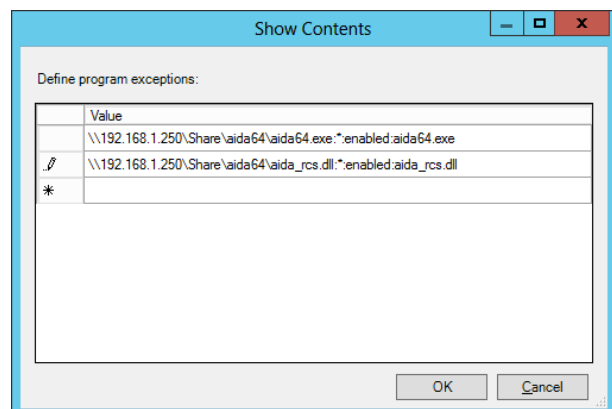 Show Contents
Define program exceptions:
Value
\\192.168.1.250\Share\aida64\aida64.exe:*:enabled:aida64.exe
\\192.168.1.250\Share\aida64\aida_rcs.dll:*:enabled:aida_rcs.dll
OK
Cancel